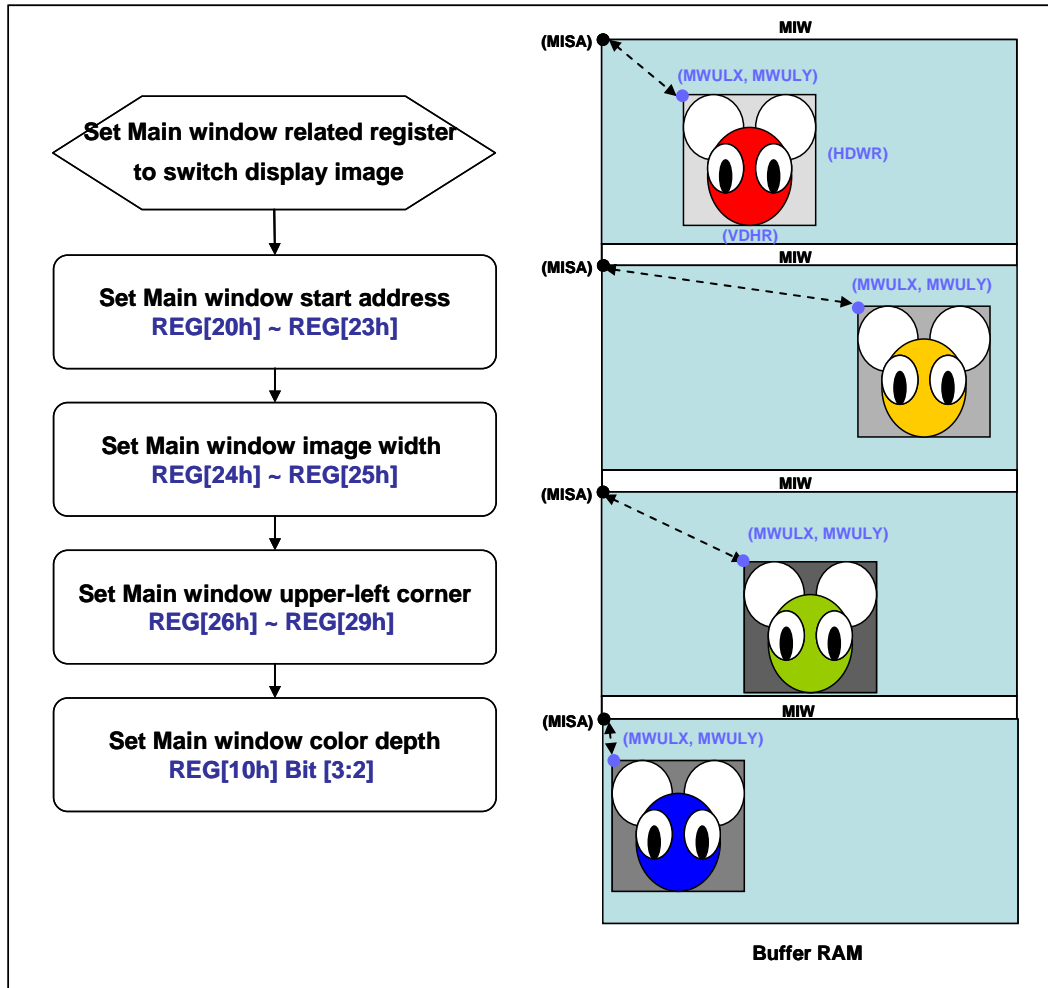 Set Main window related register
to switch display image
Set Main window start address
REG[20h] ~ REG[23h]
Set Main window image width
REG[24h] ~ REG[25h]
Set Main window upper-left corner
REG[26h] ~ REG[29h]
Set Main window color depth
REG[10h] Bit [3:2]
MIW
(MISA)
(MWULX, MWULY)
(HDWR)
(VDHR)
MIW
(MISA)
(MWULX, MWULY)
MIW
(MISA)
(MWULX, MWULY)
MIW
(MISA)
(MWULX, MWULY)
Buffer RAM